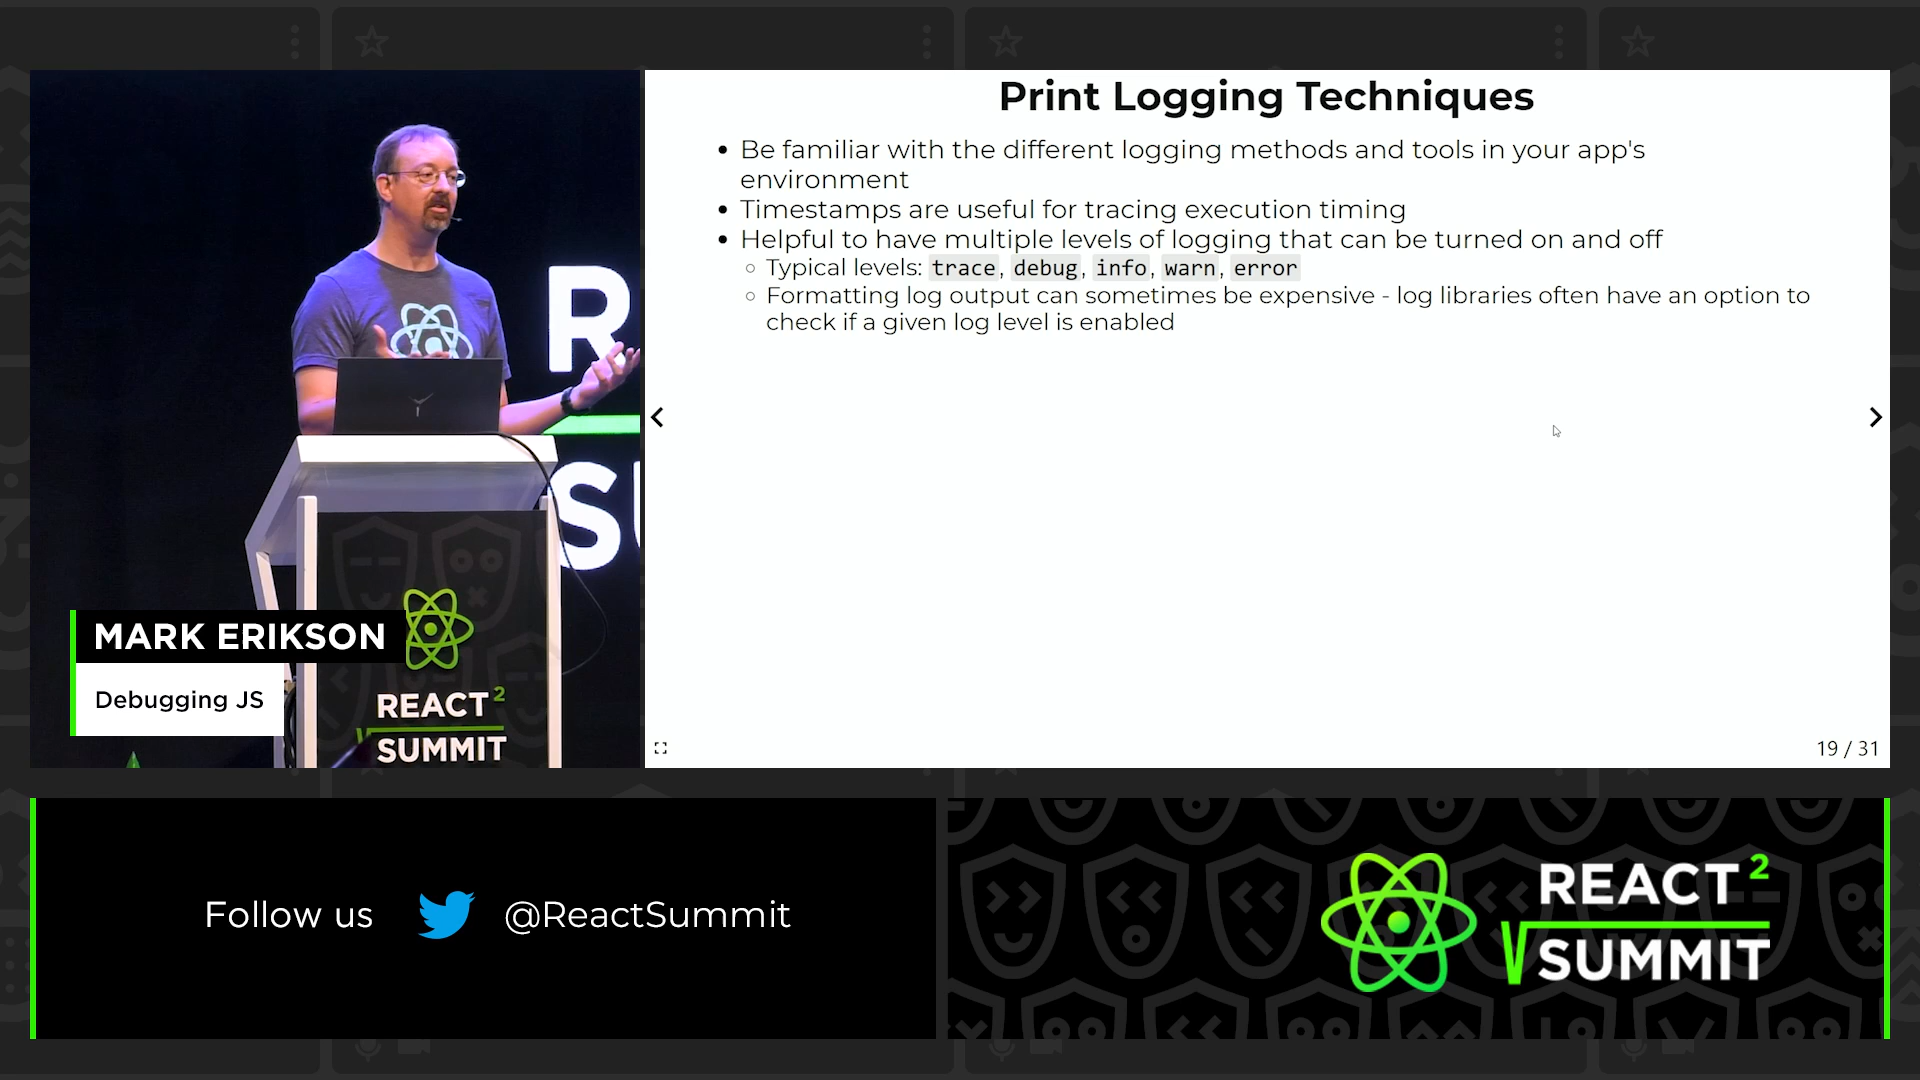 Print Logging Techniques
Be familiar with the different logging methods and tools in your app's
environment
Timestamps are useful for tracing execution timing
Helpful to have multiple levels of logging that can be turned on and off
Typical levels: trace, debug, info, warn, error
Formatting log output can sometimes be expensive - log libraries often have an option to
check if a given log level is enabled
19 / 31
R
SU
MARK ERIKSON
Debugging JS
REACT 2
SUMMIT
Follow us
@ReactSummit
REACT 2
SUMMIT